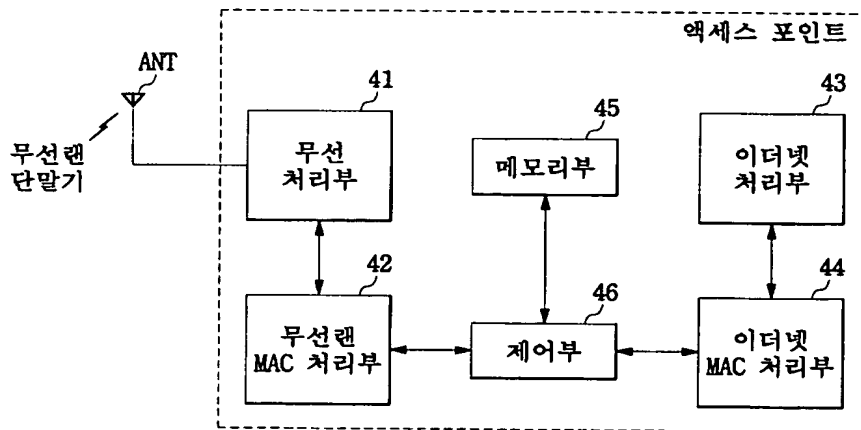 액세스 포인트
ANT
무선랜
단말기
41
무선
처리부
45
메모리부
43
이더넷
처리부
42
무선랜
MAC 처리부
46
제어부
44
이더넷
MAC 처리부